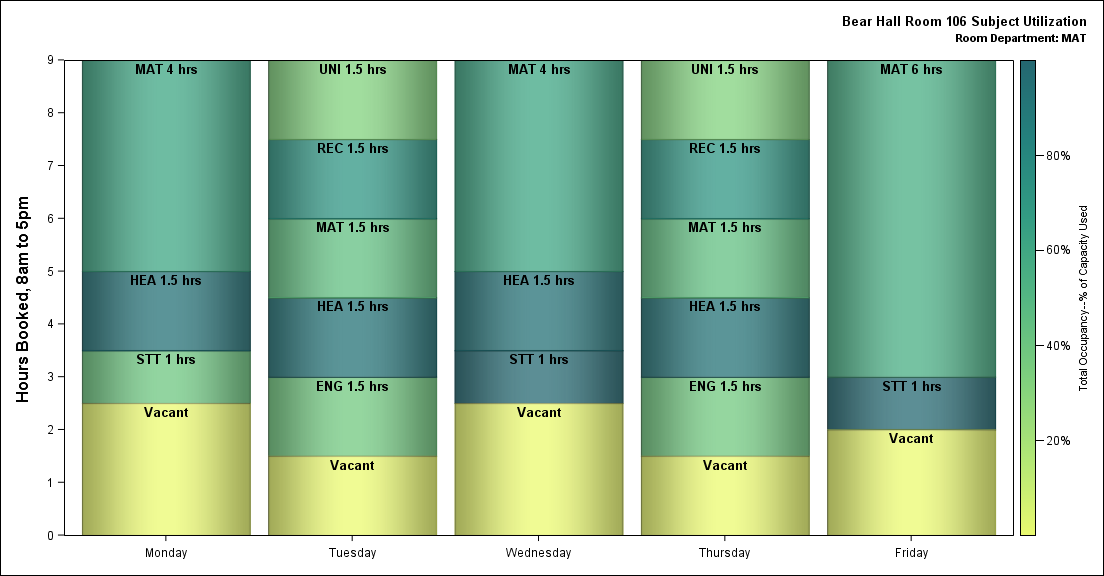 Bear Hall Room 106 Subject Utilization
Room Department: MAT
Hours Booked, 8am to 5pm
9
8
7
6
5
4
3
2
1
0
MAT 4 hrs
HEA 1.5 hrs
STT 1 hrs
Vacant
UNI 1.5 hrs
REC 1.5 hrs
MAT 1.5 hrs
HEA 1.5 hrs
ENG 1.5 hrs
Vacant
MAT 4 hrs
HEA 1.5 hrs
STT 1 hrs
Vacant
UNI 1.5 hrs
REC 1.5 hrs
MAT 1.5 hrs
HEA 1.5 hrs
ENG 1.5 hrs
Vacant
MAT 6 hrs
STT 1 hrs
Vacant
Monday
Tuesday
Wednesday
Thursday
Friday
80%
60%
40%
20%
Total Occupancy--% of Capacity Used